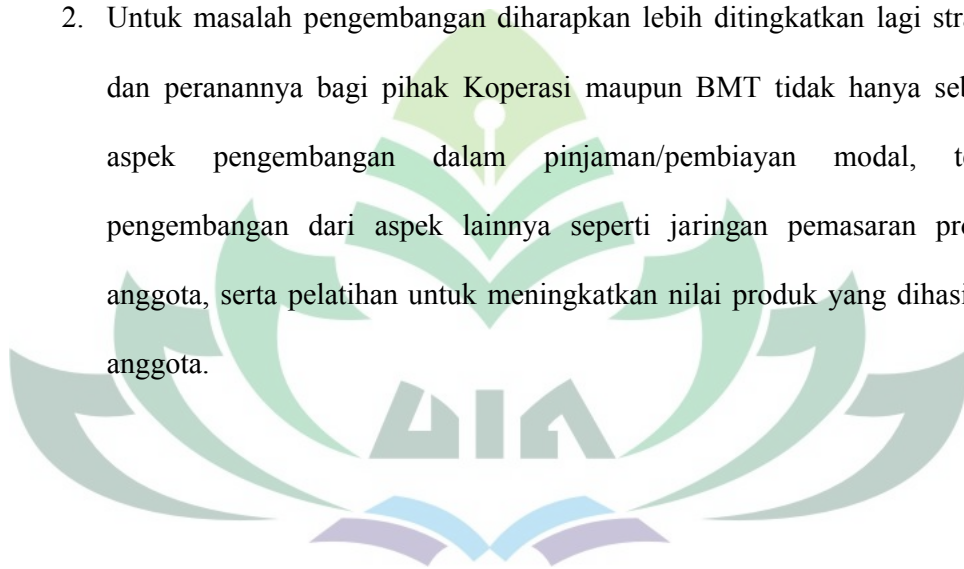 2. Untuk masalah pengembangan diharapkan lebih ditingkatkan lagi
dan peranannya bagi pihak Koperasi maupun BMT tidak hanya
aspek pengembangan dalam pinjaman/pembiayan modal,
pengembangan dari aspek lainnya seperti jaringan pemasaran
anggota, serta pelatihan untuk meningkatkan nilai produk yang
anggota.
UIN